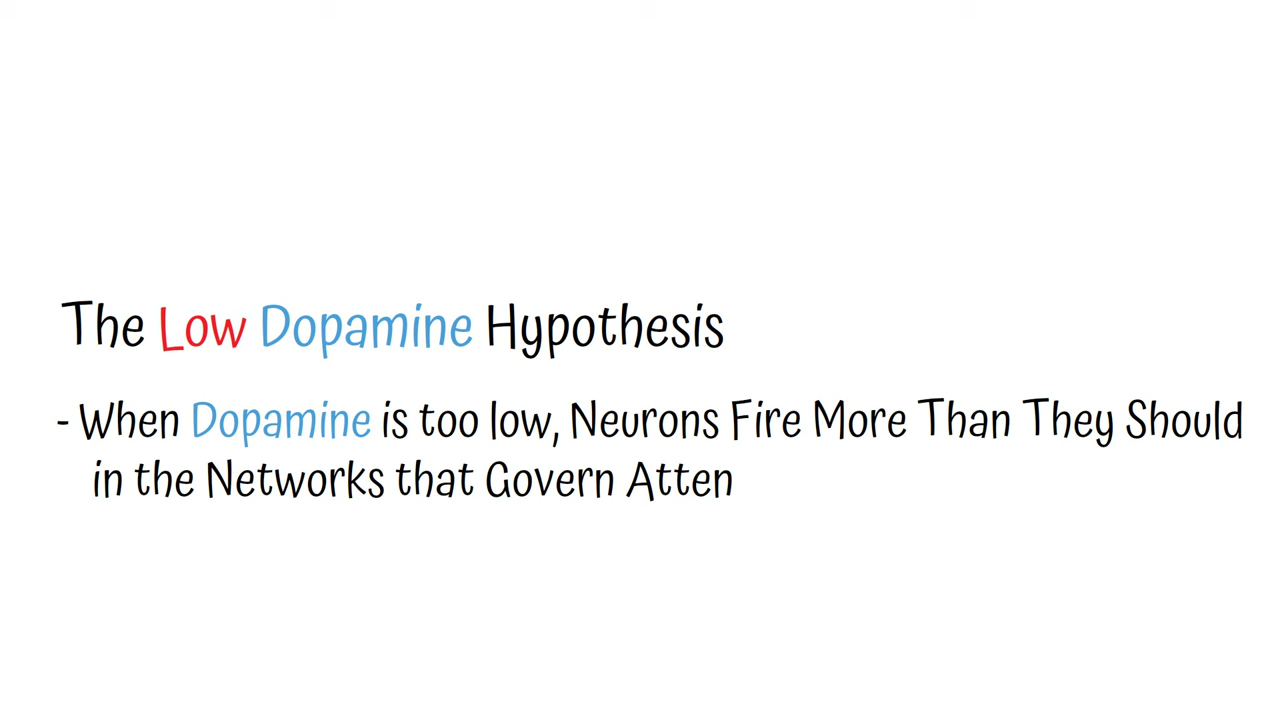 The Low Dopamine Hypothesis
- When Dopamine is too low, Neurons Fire More Than They Should
in the Networks that Govern Atten